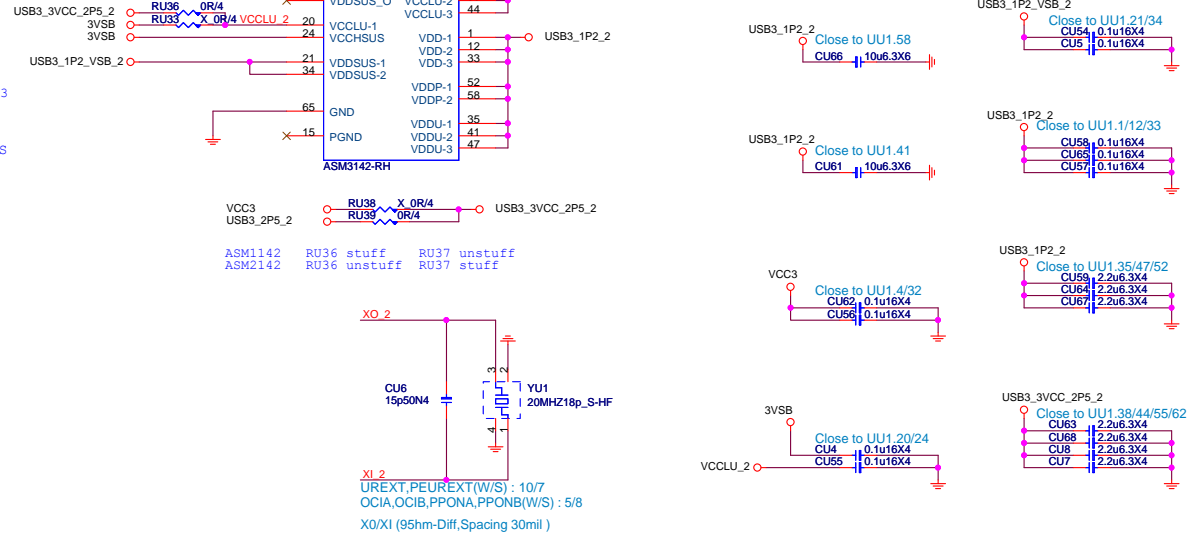 VDDSUS_O VCCLU-2
VCCLU-3 44
USB3_3VCC_2P5_2 RU36 0R/4
3VSB RU33 X_0R/4 VCCLU_2 20 VCCLU-1
3VSB 24 VCCHSUS
VDD-1 1 USB3_1P2_2
VDD-2 12
VDD-3 33
USB3_1P2_VSB_2 21 VDDSUS-1
34 VDDSUS-2
VDDP-1 52
VDDP-2 58
65 GND
VDDU-1 35
VDDU-2 41
VDDU-3 47
15 PGND
ASM3142-RH
3
S
VCC3 RU38 X_0R/4 USB3_3VCC_2P5_2
USB3_2P5_2 RU39 0R/4
ASM1142 RU36 stuff RU37 unstuff
ASM2142 RU36 unstuff RU37 stuff
XO_2
CU6
15p50N4
3 2
4 1
YU1
20MHZ18p_S-HF
XI_2
UREXT,PEUREXT(W/S) : 10/7
OCIA,OCIB,PPONA,PPONB(W/S) : 5/8
X0/XI (95hm-Diff,Spacing 30mil )
USB3_1P2_2
Close to UU1.58
CU66 10u6.3X6
USB3_1P2_2
Close to UU1.41
CU61 10u6.3X6
VCC3
Close to UU1.4/32
CU62 0.1u16X4
CU56 0.1u16X4
3VSB
Close to UU1.20/24
CU4 0.1u16X4
VCCLU_2 CU55 0.1u16X4
USB3_1P2_VSB_2
Close to UU1.21/34
CU54 0.1u16X4
CU5 0.1u16X4
USB3_1P2_2
Close to UU1.1/12/33
CU58 0.1u16X4
CU65 0.1u16X4
CU57 0.1u16X4
USB3_1P2_2
Close to UU1.35/47/52
CU59 2.2u6.3X4
CU64 2.2u6.3X4
CU67 2.2u6.3X4
USB3_3VCC_2P5_2
Close to UU1.38/44/55/62
CU63 2.2u6.3X4
CU68 2.2u6.3X4
CU8 2.2u6.3X4
CU7 2.2u6.3X4